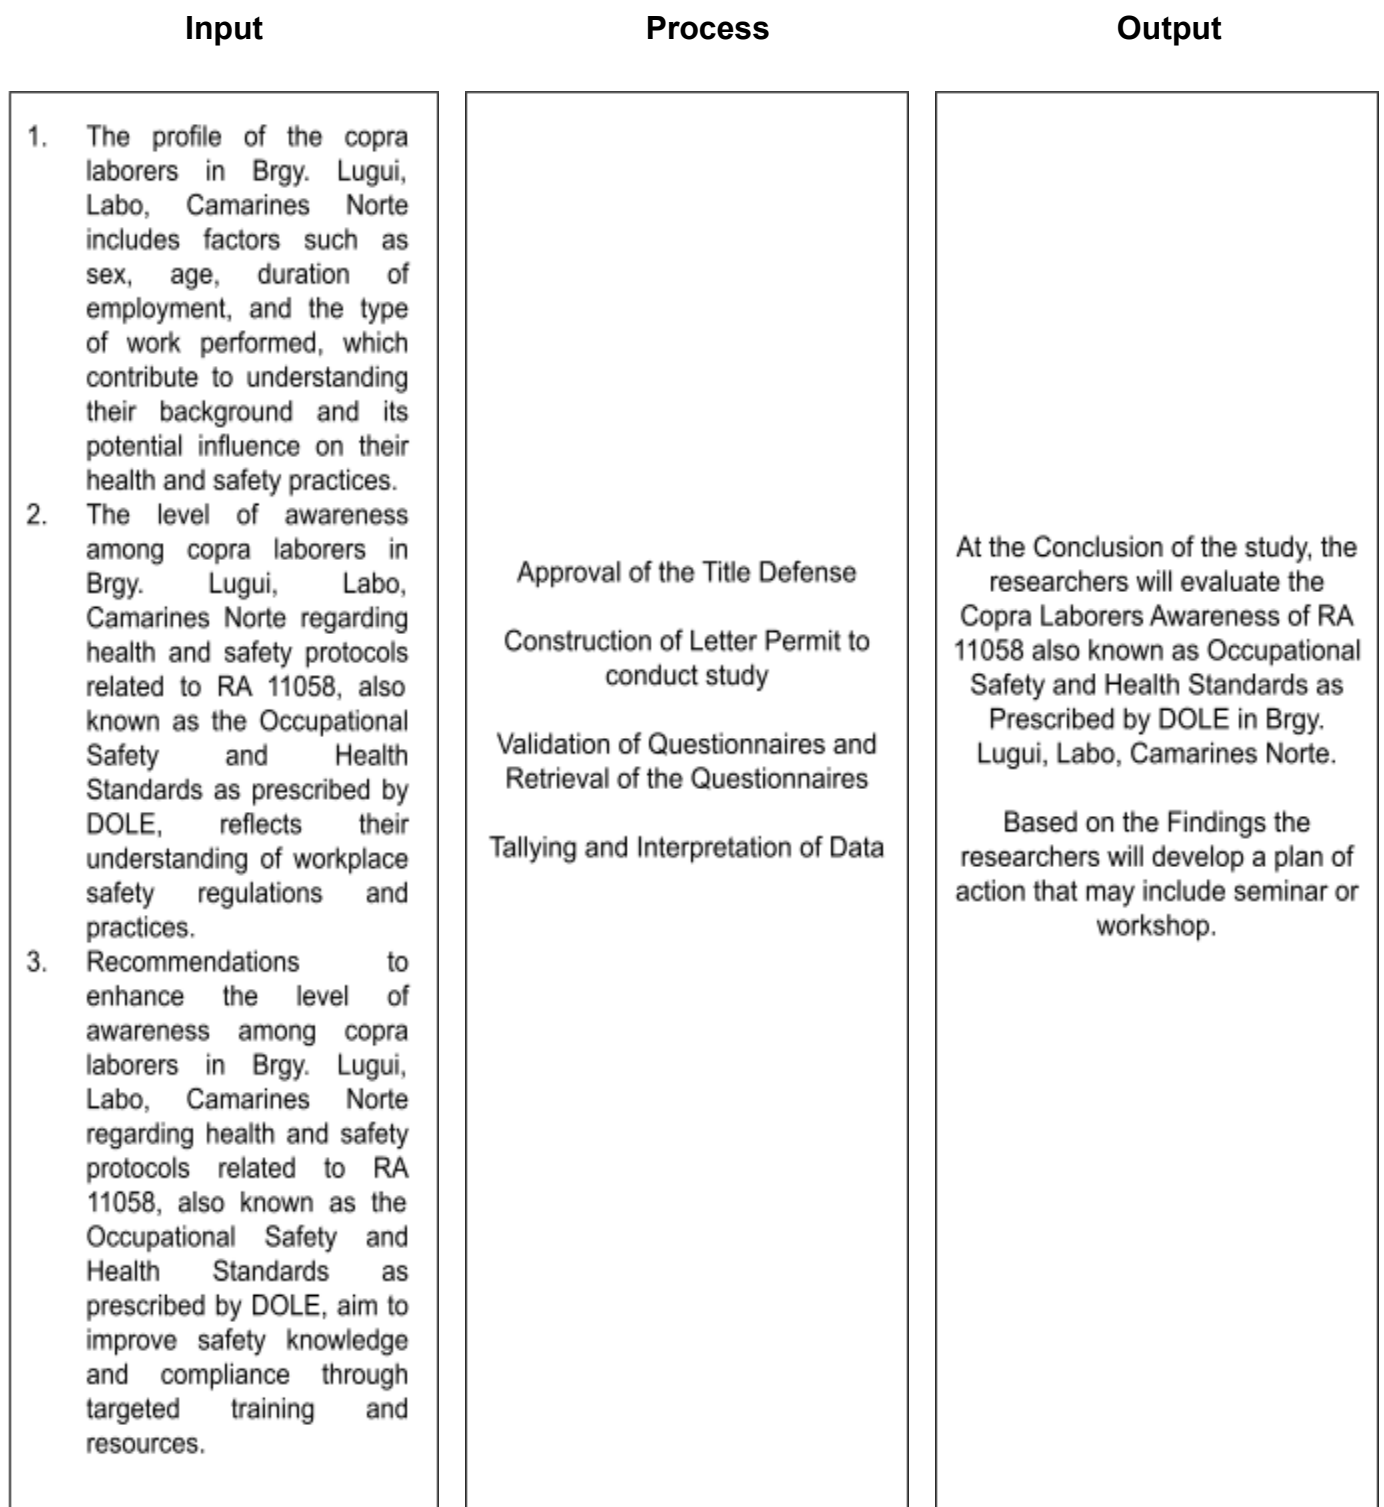 Input
Process
Output
1. The profile of the copra
laborers in Brgy. Lugui,
Labo, Camarines Norte
includes factors such as
sex, age, duration of
employment, and the type
of work performed, which
contribute to understanding
their background and its
potential influence on their
health and safety practices.
2. The level of awareness
among copra laborers in
Brgy. Lugui, Labo,
Camarines Norte regarding
health and safety protocols
related to RA 11058, also
known as the Occupational
Safety and Health
Standards as prescribed by
DOLE, reflects their
understanding of workplace
safety regulations and
practices.
3. Recommendations to
enhance the level of
awareness among copra
laborers in Brgy. Lugui,
Labo, Camarines Norte
regarding health and safety
protocols related to RA
11058, also known as the
Occupational Safety and
Health Standards as
prescribed by DOLE, aim to
improve safety knowledge
and compliance through
targeted training and
resources.
Approval of the Title Defense
Construction of Letter Permit to
conduct study
Validation of Questionnaires and
Retrieval of the Questionnaires
Tallying and Interpretation of Data
At the Conclusion of the study, the
researchers will evaluate the
Copra Laborers Awareness of RA
11058 also known as Occupational
Safety and Health Standards as
Prescribed by DOLE in Brgy.
Lugui, Labo, Camarines Norte.
Based on the Findings the
researchers will develop a plan of
action that may include seminar or
workshop.